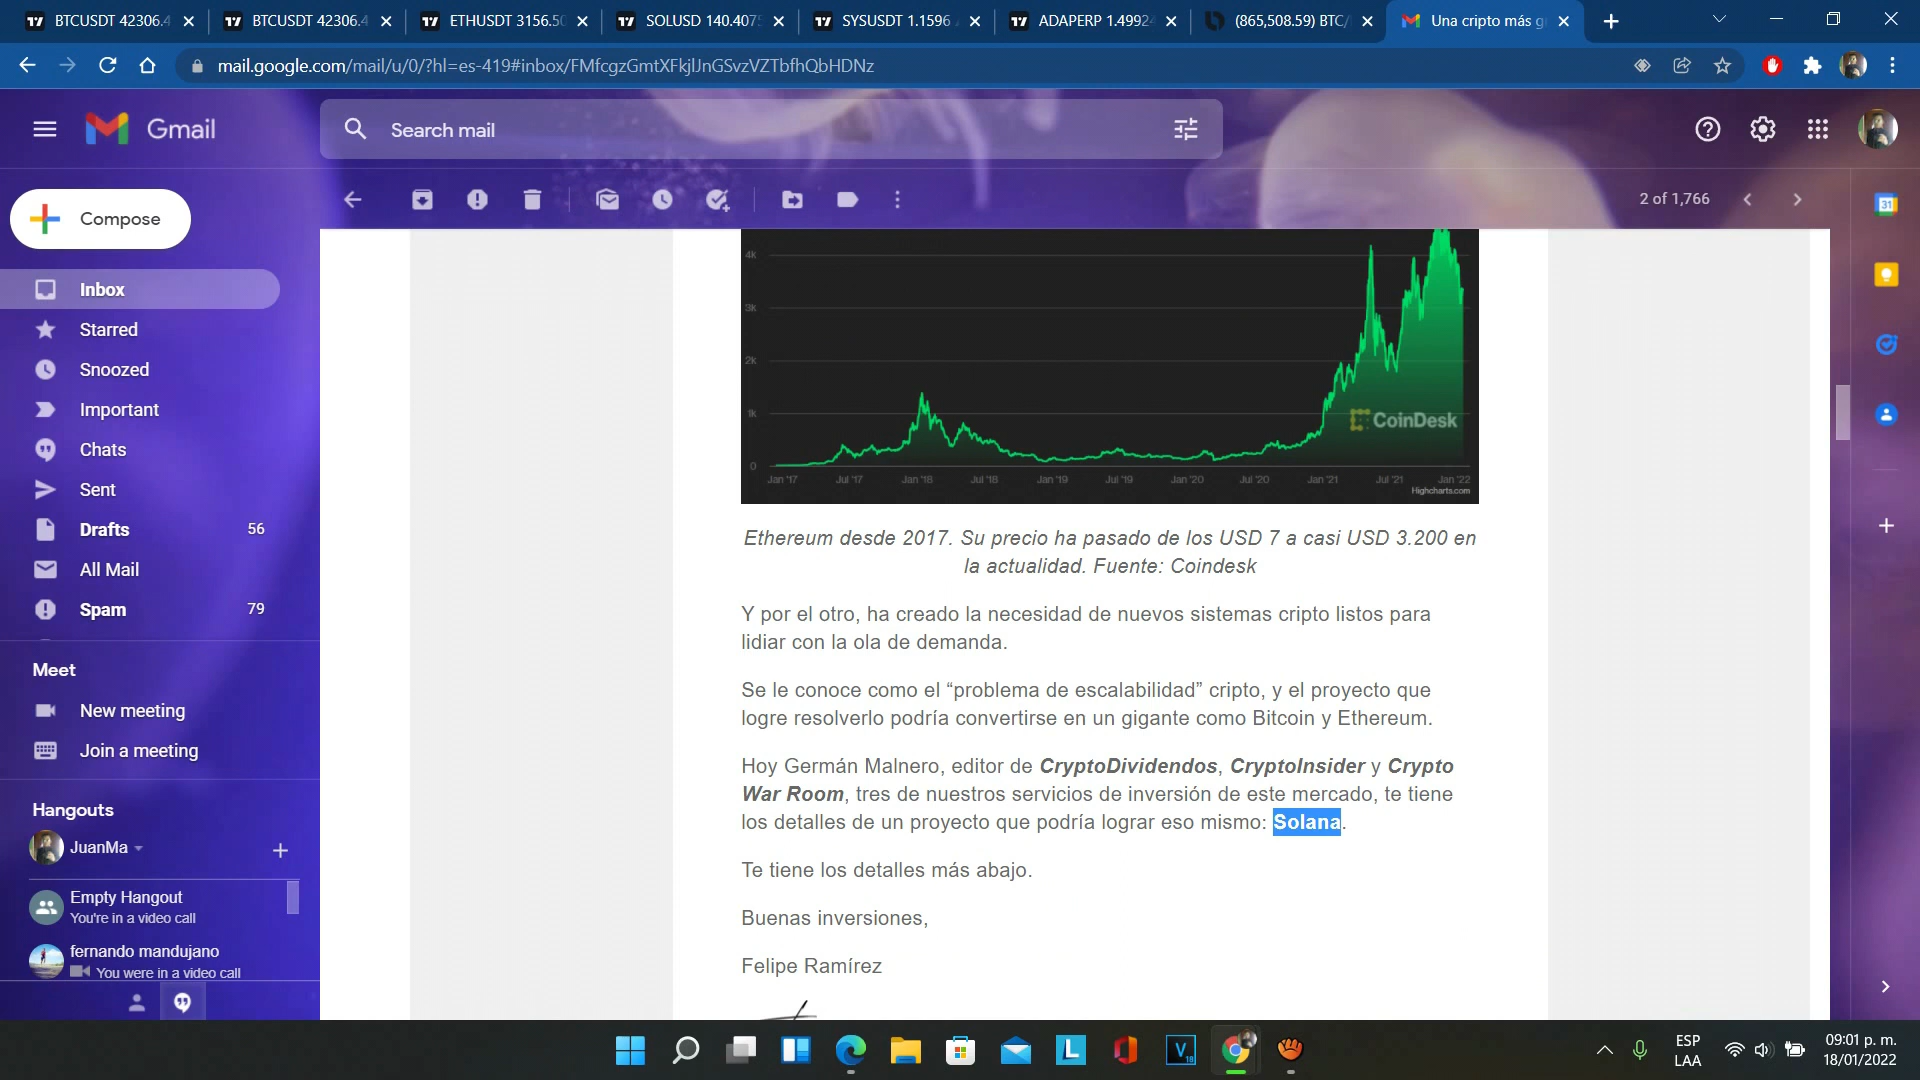 BTCUSDT 42306.4
BTCUSDT 42306.4
ETHUSDT 3156.50
SOLUSD 140.4075
SYSUSDT 1.1596
ADAPERP 1.4992
(865,508.59) BTC/
Una cripto más g
mail.google.com/mail/u/0/?hl=es-419#inbox/FMfcgzGmtXFkjlJnGSvzVZTbfhQbHDNz
Gmail
Search mail
Compose
2 of 1,766
31
Inbox
Starred
Snoozed
Important
Chats
Sent
Drafts 56
All Mail
Spam 79
Meet
New meeting
Join a meeting
Hangouts
JuanMa
Empty Hangout
You're in a video call
fernando mandujano
You were in a video call
4k
3k
2k
1k
0
CoinDesk
Jan '17 Jul '17 Jan '18 Jul '18 Jan '19 Jul '19 Jan '20 Jul '20 Jan '21 Jul '21 Jan '22
Highcharts.com
Ethereum desde 2017. Su precio ha pasado de los USD 7 a casi USD 3.200 en
la actualidad. Fuente: Coindesk
Y por el otro, ha creado la necesidad de nuevos sistemas cripto listos para
lidiar con la ola de demanda.
Se le conoce como el “problema de escalabilidad” cripto, y el proyecto que
logre resolverlo podría convertirse en un gigante como Bitcoin y Ethereum.
Hoy Germán Malnero, editor de CryptoDividendos, CryptoInsider y Crypto
War Room, tres de nuestros servicios de inversión de este mercado, te tiene
los detalles de un proyecto que podría lograr eso mismo: Solana.
Te tiene los detalles más abajo.
Buenas inversiones,
Felipe Ramírez
ESP
LAA
09:01 p. m.
18/01/2022